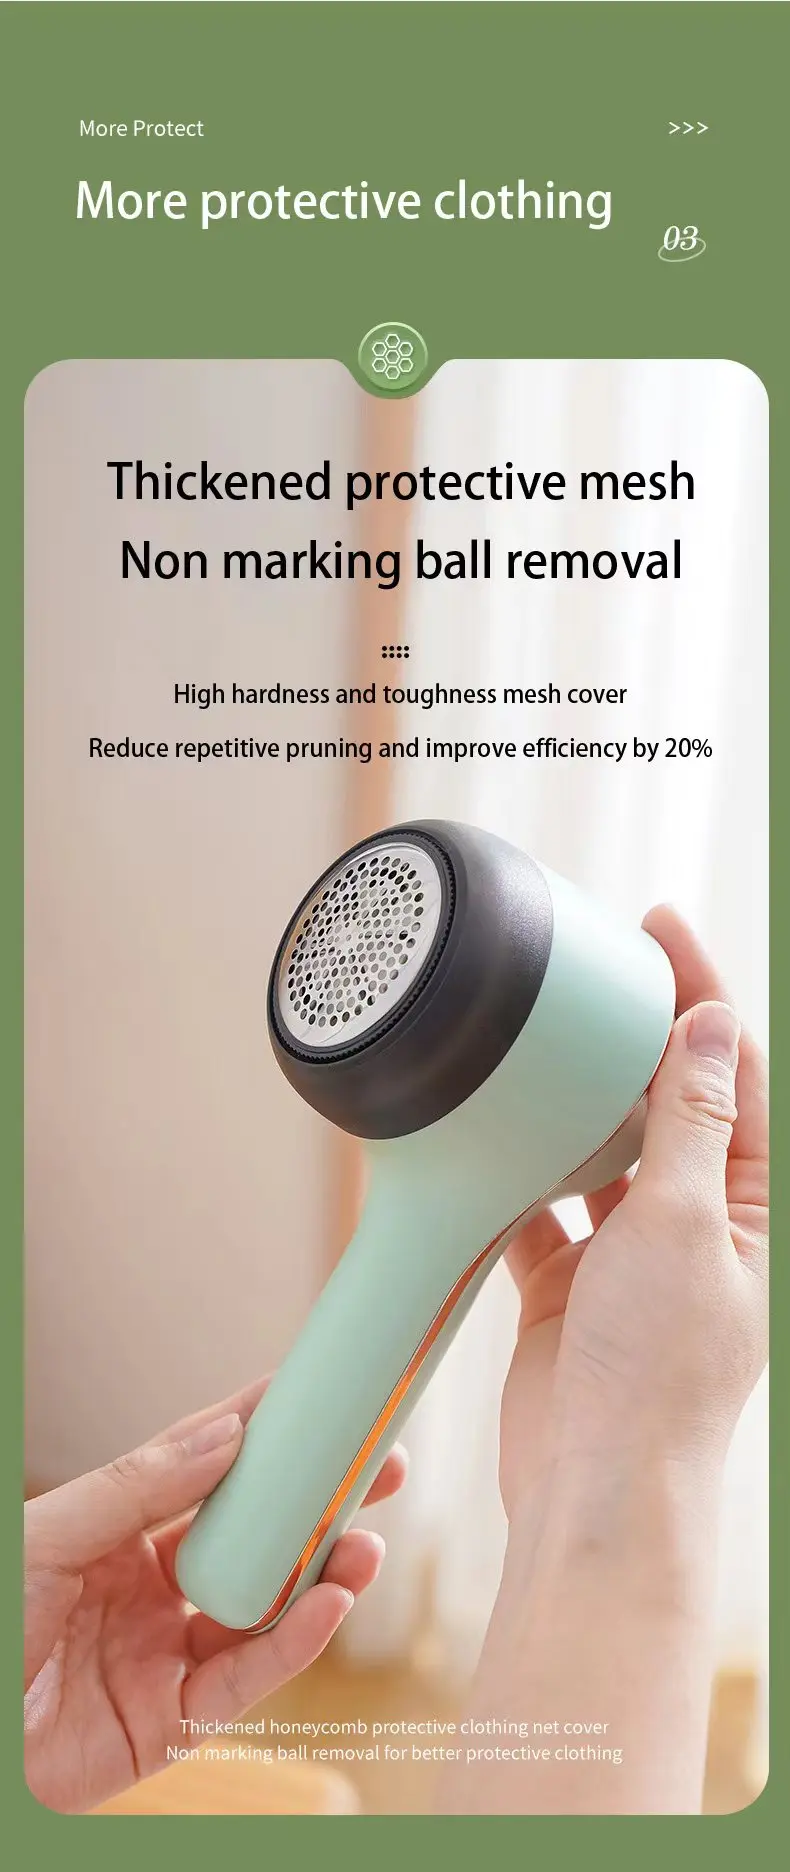 More Protect
>>>
More protective clothing
03
Thickened protective mesh
Non marking ball removal
High hardness and toughness mesh cover
Reduce repetitive pruning and improve efficiency by 20%
Thickened honeycomb protective clothing net cover
Non marking ball removal for better protective clothing